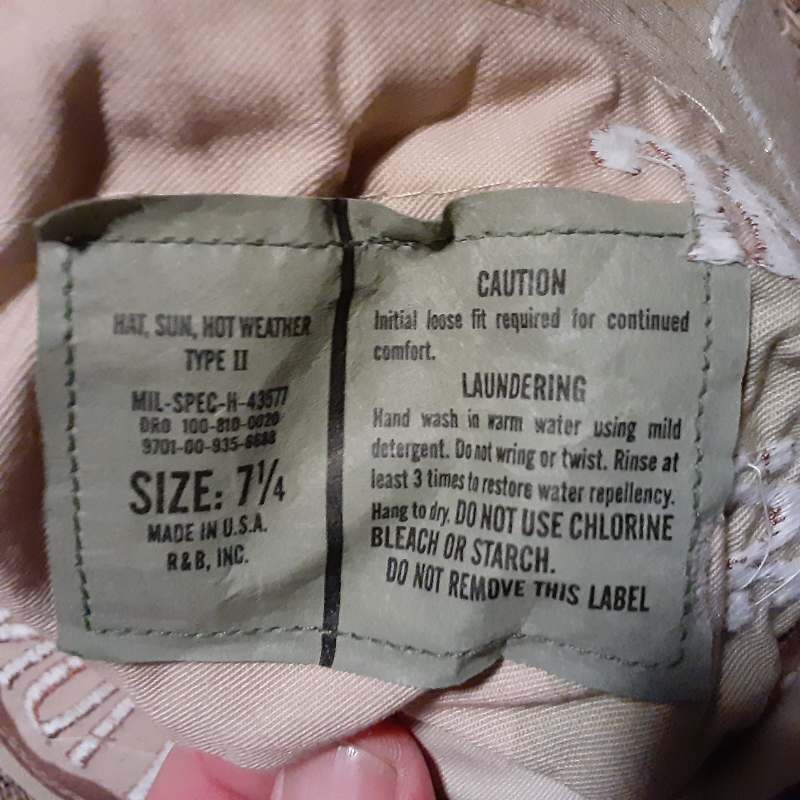 HAT, SUN, HOT WEATHER
TYPE II
MIL-SPEC-H-43577
DRO 100-810-0020
9701-00-935-6688
SIZE: 7¼
MADE IN U.S.A.
R&B, INC.
CAUTION
Initial loose fit required for continued
comfort.
LAUNDERING
Hand wash in warm water using mild
detergent. Do not wring or twist. Rinse at
least 3 times to restore water repellency.
Hang to dry. DO NOT USE CHLORINE
BLEACH OR STARCH.
DO NOT REMOVE THIS LABEL